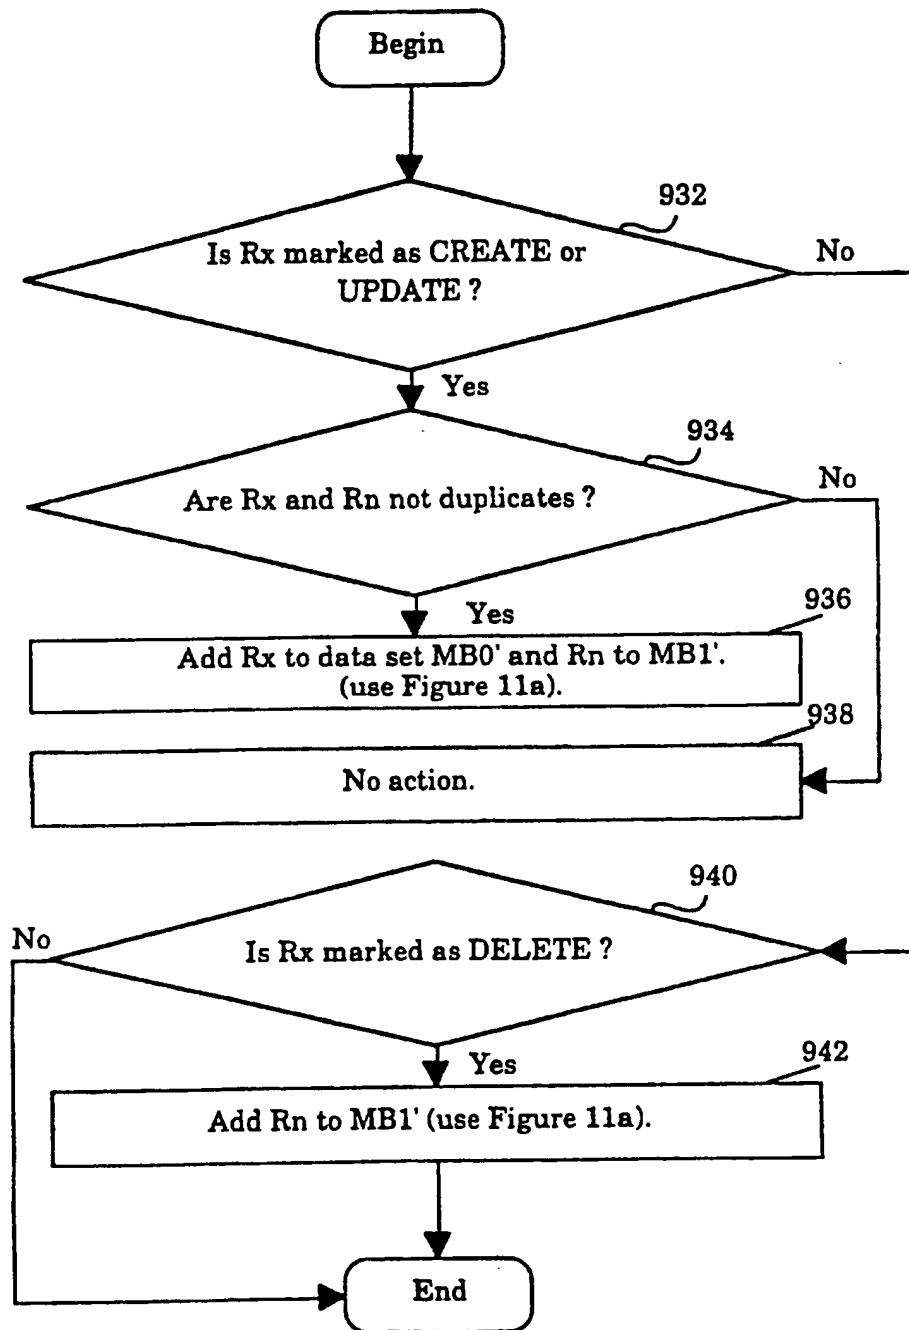 Begin
932
Is Rx marked as CREATE or
UPDATE ?
No
Yes
934
Are Rx and Rn not duplicates ?
No
Yes
936
Add Rx to data set MB0' and Rn to MB1'.
(use Figure 11a).
938
No action.
940
No
Is Rx marked as DELETE ?
Yes
942
Add Rn to MB1' (use Figure 11a).
End